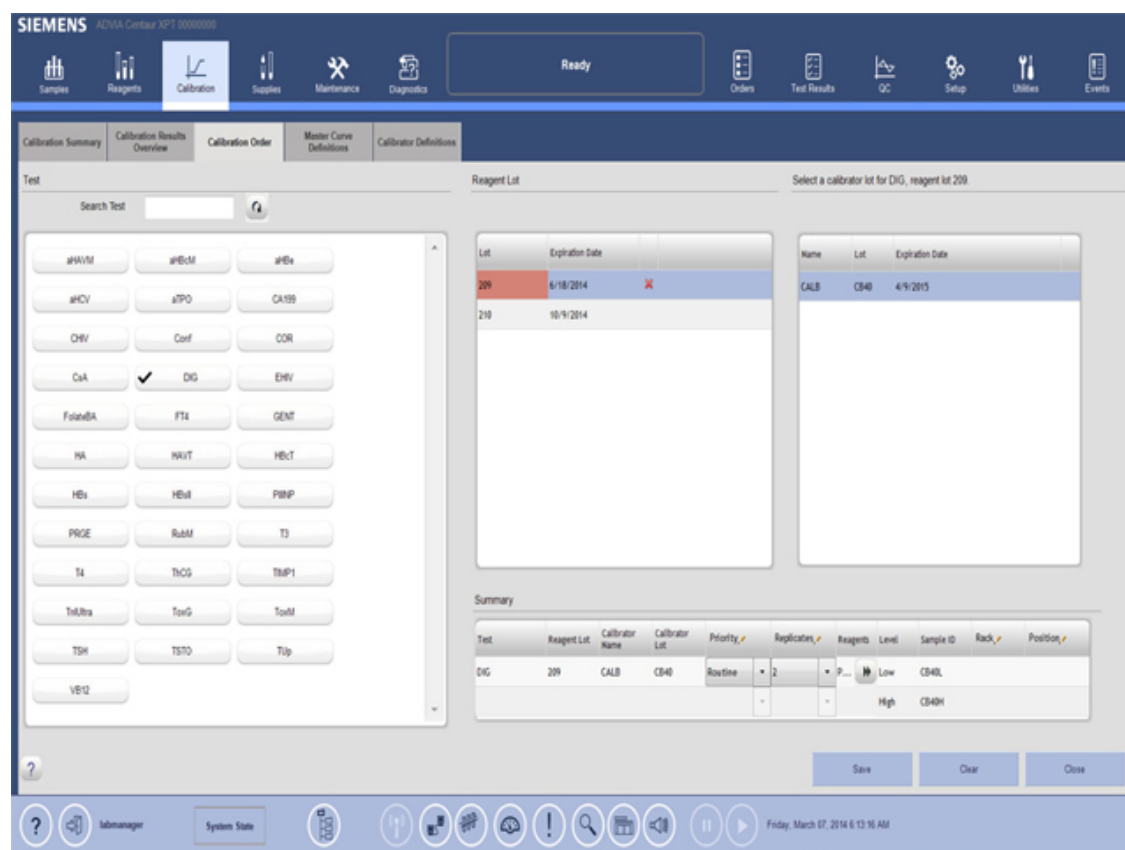 SIEMENS ADVIA Centaur XPT 00000000
Samples Reagents Calibration Supplies Maintenance Diagnostics Ready Orders Test Results QC Setup Utilities Events
Calibration Summary Calibration Results Overview Calibration Order Master Curve Definitions Calibrator Definitions
Test
Search Test
aHAVM aHBcM aHBe
aHCV aTPO CA199
CHIV Conf COR
CsA DIG EHIV
FolateBA FT4 GENT
HA HAVT HBcT
HBs HBsII PIIINP
PRGE RubM T3
T4 ThCG TIMP1
TnIUltra ToxG ToxM
TSH TSTO TUp
VB12
Reagent Lot
Lot Expiration Date
209 6/18/2014
210 10/9/2014
Select a calibrator lot for DIG, reagent lot 209.
Name Lot Expiration Date
CALB CB40 4/9/2015
Summary
Test Reagent Lot Calibrator Name Calibrator Lot Priority Replicates Reagents Level Sample ID Rack Position
DIG 209 CALB CB40 Routine 2 P... Low CB40L
High CB40H
? Save Clear Close
? labmanager System State ! Friday, March 07, 2014 6:13:16 AM